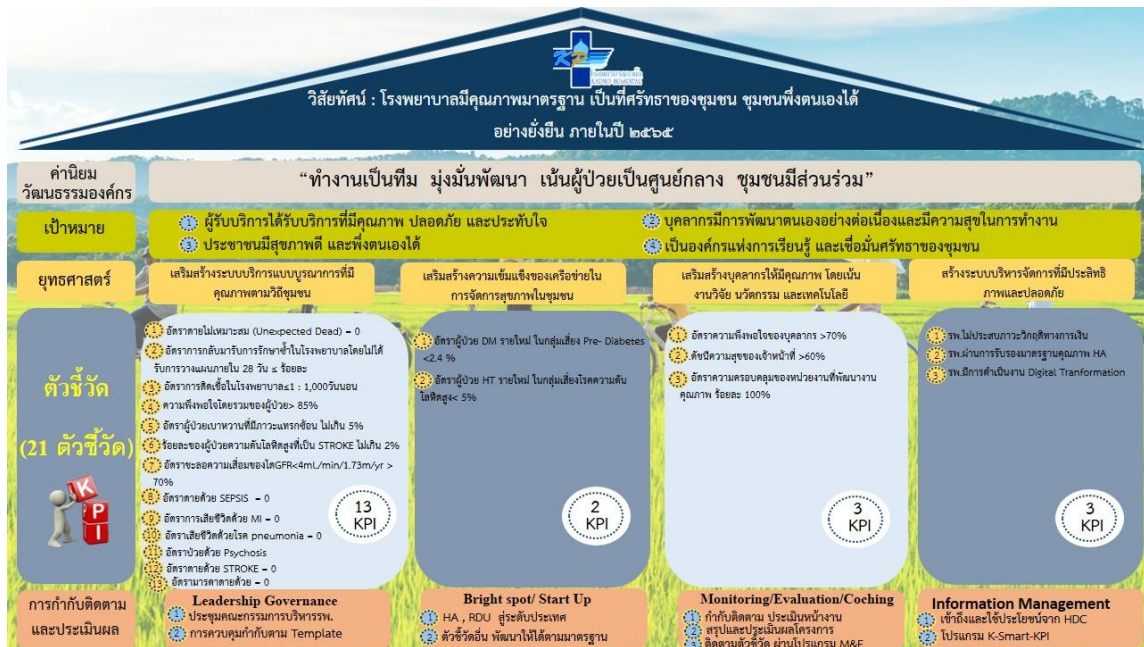 KP
KAPHO HOSPITAL
วิสัยทัศน์ : โรงพยาบาลมีคุณภาพมาตรฐาน เป็นที่ศรัทธาของชุมชน ชุมชนพึ่งตนเองได้
อย่างยั่งยืน ภายในปี ๒๕๖๕
ค่านิยม
วัฒนธรรมองค์กร
“ทำงานเป็นทีม มุ่งมั่นพัฒนา เน้นผู้ป่วยเป็นศูนย์กลาง ชุมชนมีส่วนร่วม”
เป้าหมาย
1 ผู้รับบริการได้รับบริการที่มีคุณภาพ ปลอดภัย และประทับใจ
2 บุคลากรมีการพัฒนาตนเองอย่างต่อเนื่องและมีความสุขในการทำงาน
3 ประชาชนมีสุขภาพดี และพึ่งตนเองได้
4 เป็นองค์กรแห่งการเรียนรู้ และเชื่อมั่นศรัทธาของชุมชน
ยุทธศาสตร์
เสริมสร้างระบบบริการแบบบูรณาการที่มี
คุณภาพตามวิถีชุมชน
เสริมสร้างความเข้มแข็งของเครือข่ายใน
การจัดการสุขภาพในชุมชน
เสริมสร้างบุคลากรให้มีคุณภาพ โดยเน้น
งานวิจัย นวัตกรรม และเทคโนโลยี
สร้างระบบบริหารจัดการที่มีประสิทธิ
ภาพและปลอดภัย
ตัวชี้วัด
(21 ตัวชี้วัด)
KPI
1 อัตราตายไม่เหมาะสม (Unexpected Dead) = 0
2 อัตราการกลับมารับการรักษาซ้ำในโรงพยาบาลโดยไม่ได้
รับการวางแผนภายใน 28 วัน ≤ ร้อยละ
3 อัตราการติดเชื้อในโรงพยาบาล≤1 : 1,000วันนอน
4 ความพึงพอใจโดยรวมของผู้ป่วย> 85%
5 อัตราผู้ป่วยเบาหวานที่มีภาวะแทรกซ้อน ไม่เกิน 5%
6 ร้อยละของผู้ป่วยความดันโลหิตสูงที่เป็น STROKE ไม่เกิน 2%
7 อัตราชะลอความเสื่อมของไตGFR<4mL/min/1.73m/yr >
70%
8 อัตราตายด้วย SEPSIS = 0
9 อัตราการเสียชีวิตด้วย MI = 0
10 อัตราเสียชีวิตด้วยโรค pneumonia = 0
11 อัตราป่วยด้วย Psychosis
12 อัตราตายด้วย STROKE = 0
13 อัตรามารดาตายด้วย = 0
13
KPI
1 อัตราผู้ป่วย DM รายใหม่ ในกลุ่มเสี่ยง Pre- Diabetes
<2.4 %
2 อัตราผู้ป่วย HT รายใหม่ ในกลุ่มเสี่ยงโรคความดัน
โลหิตสูง< 5%
2
KPI
1 อัตราความพึงพอใจของบุคลากร >70%
2 ดัชนีความสุขของเจ้าหน้าที่ >60%
3 อัตราความครอบคลุมของหน่วยงานที่พัฒนางาน
คุณภาพ ร้อยละ 100%
3
KPI
1 รพ.ไม่ประสบภาวะวิกฤติทางการเงิน
2 รพ.ผ่านการรับรองมาตรฐานคุณภาพ HA
3 รพ.มีการดำเนินงาน Digital Tranformation
3
KPI
การกำกับติดตาม
และประเมินผล
Leadership Governance
1 ประชุมคณะกรรมการบริหารรพ.
2 การควบคุมกำกับตาม Template
Bright spot/ Start Up
1 HA , RDU สู่ระดับประเทศ
2 ตัวชี้วัดอื่น พัฒนาให้ได้ตามมาตรฐาน
Monitoring/Evaluation/Coching
1 กำกับติดตาม ประเมินหน้างาน
2 สรุปและประเมินผลโครงการ
3 ติดตามตัวชี้วัด ผ่านโปรแกรม M&E
Information Management
1 เข้าถึงและใช้ประโยชน์จาก HDC
2 โปรแกรม K-Smart-KPI